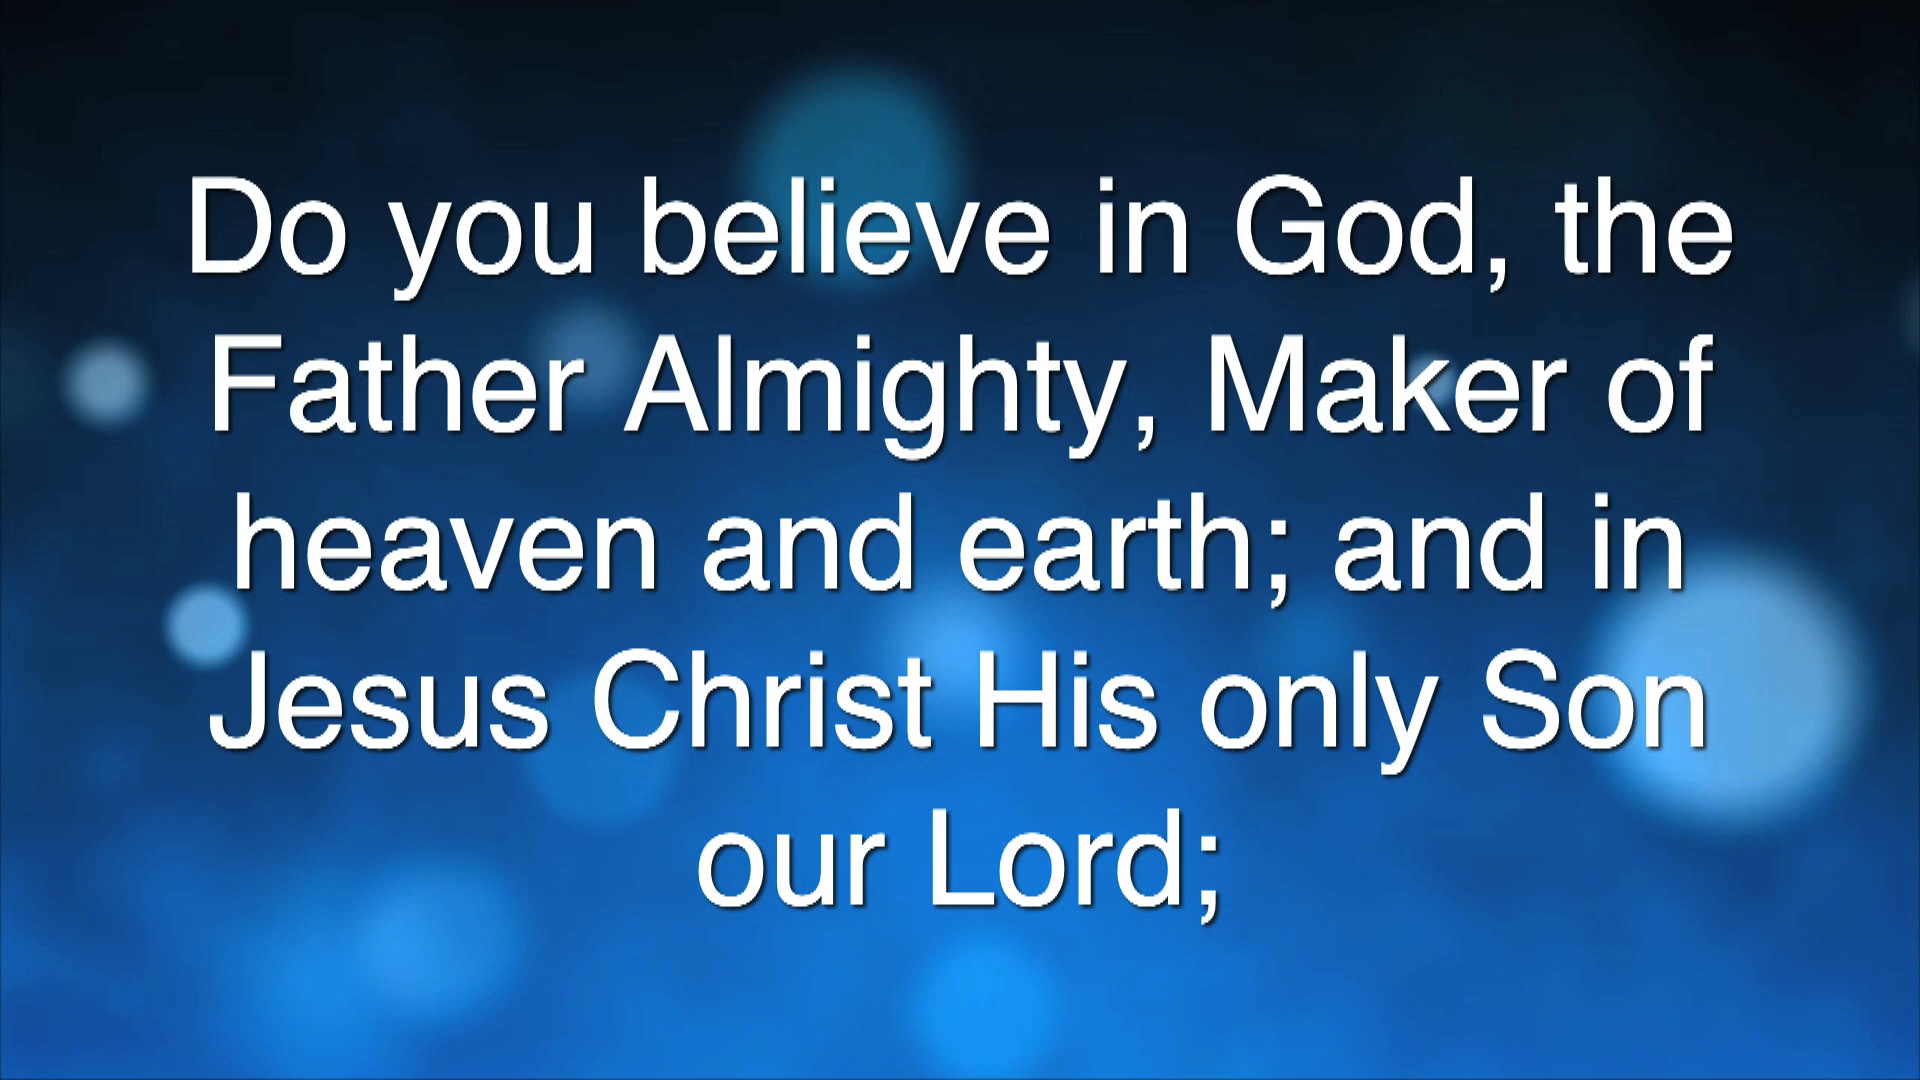 Do you believe in God, the
Father Almighty, Maker of
heaven and earth; and in
Jesus Christ His only Son
our Lord;